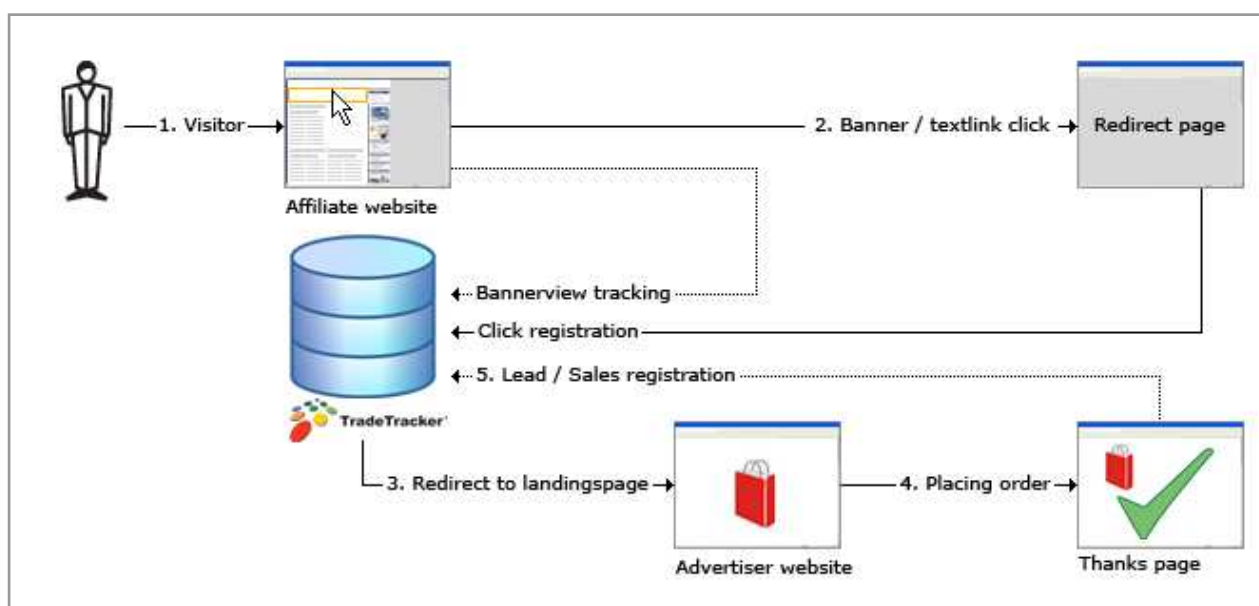 1. Visitor
2. Banner / textlink click
Redirect page
Affiliate website
Bannerview tracking
Click registration
5. Lead / Sales registration
TradeTracker
3. Redirect to landingspage
4. Placing order
Advertiser website
Thanks page